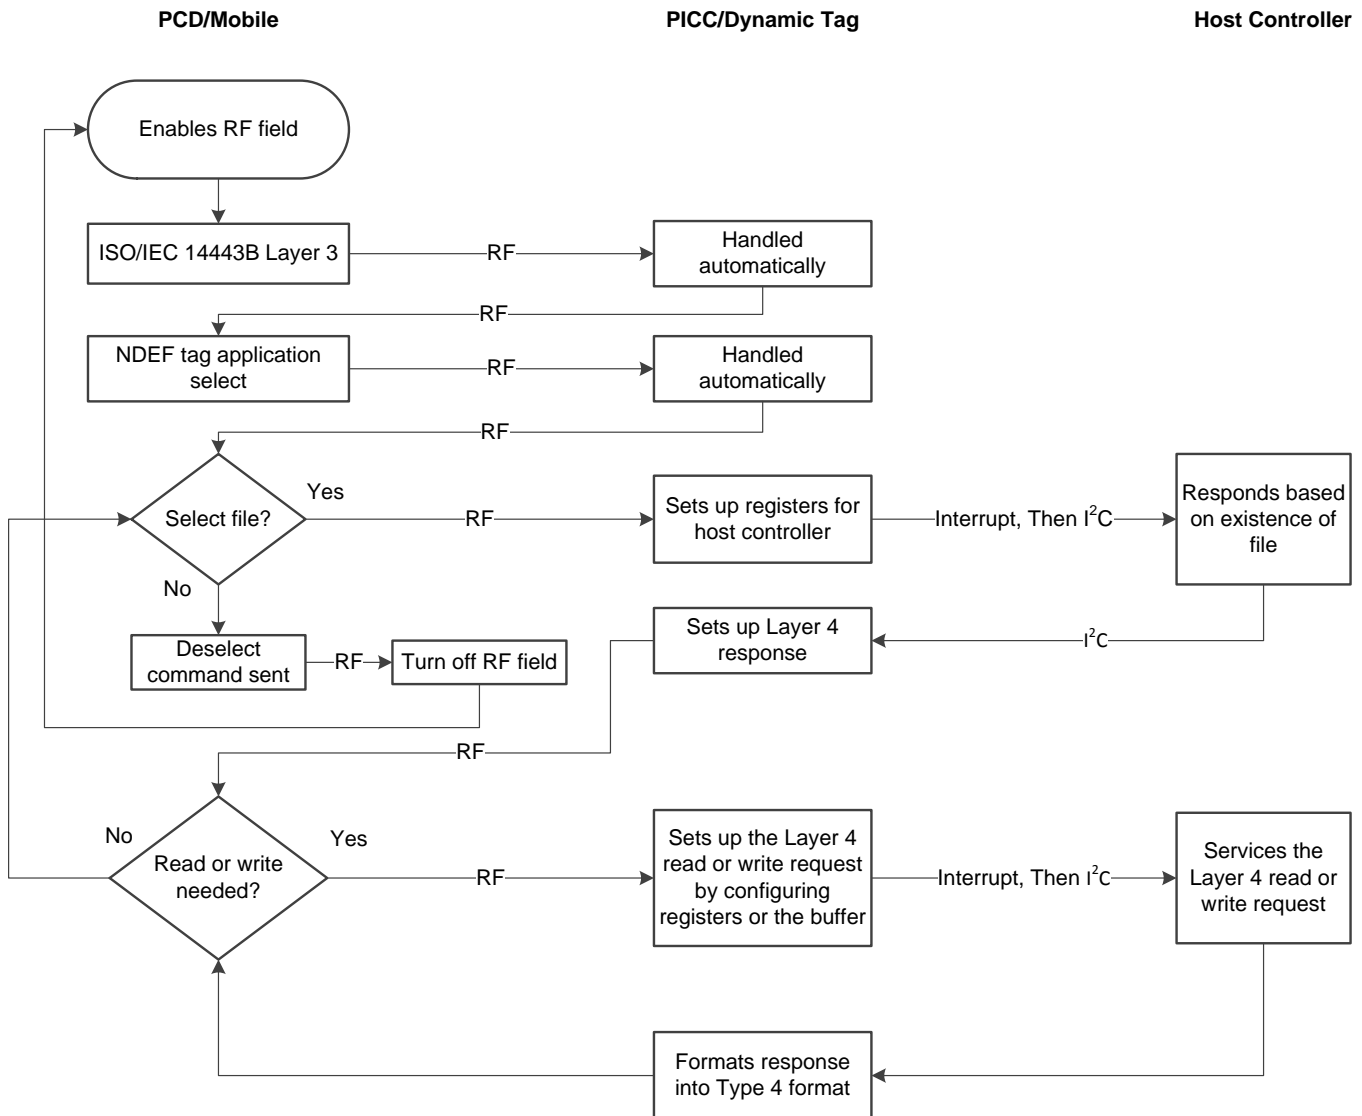 PCD/Mobile
PICC/Dynamic Tag
Host Controller
Enables RF field
ISO/IEC 14443B Layer 3
RF
Handled
automatically
RF
NDEF tag application
select
RF
Handled
automatically
RF
Select file?
Yes
RF
Sets up registers for
host controller
Interrupt, Then I²C
Responds based
on existence of
file
No
Deselect
command sent
RF
Turn off RF field
Sets up Layer 4
response
I²C
RF
No
Read or write
needed?
Yes
RF
Sets up the Layer 4
read or write request
by configuring
registers or the buffer
Interrupt, Then I²C
Services the
Layer 4 read or
write request
Formats response
into Type 4 format